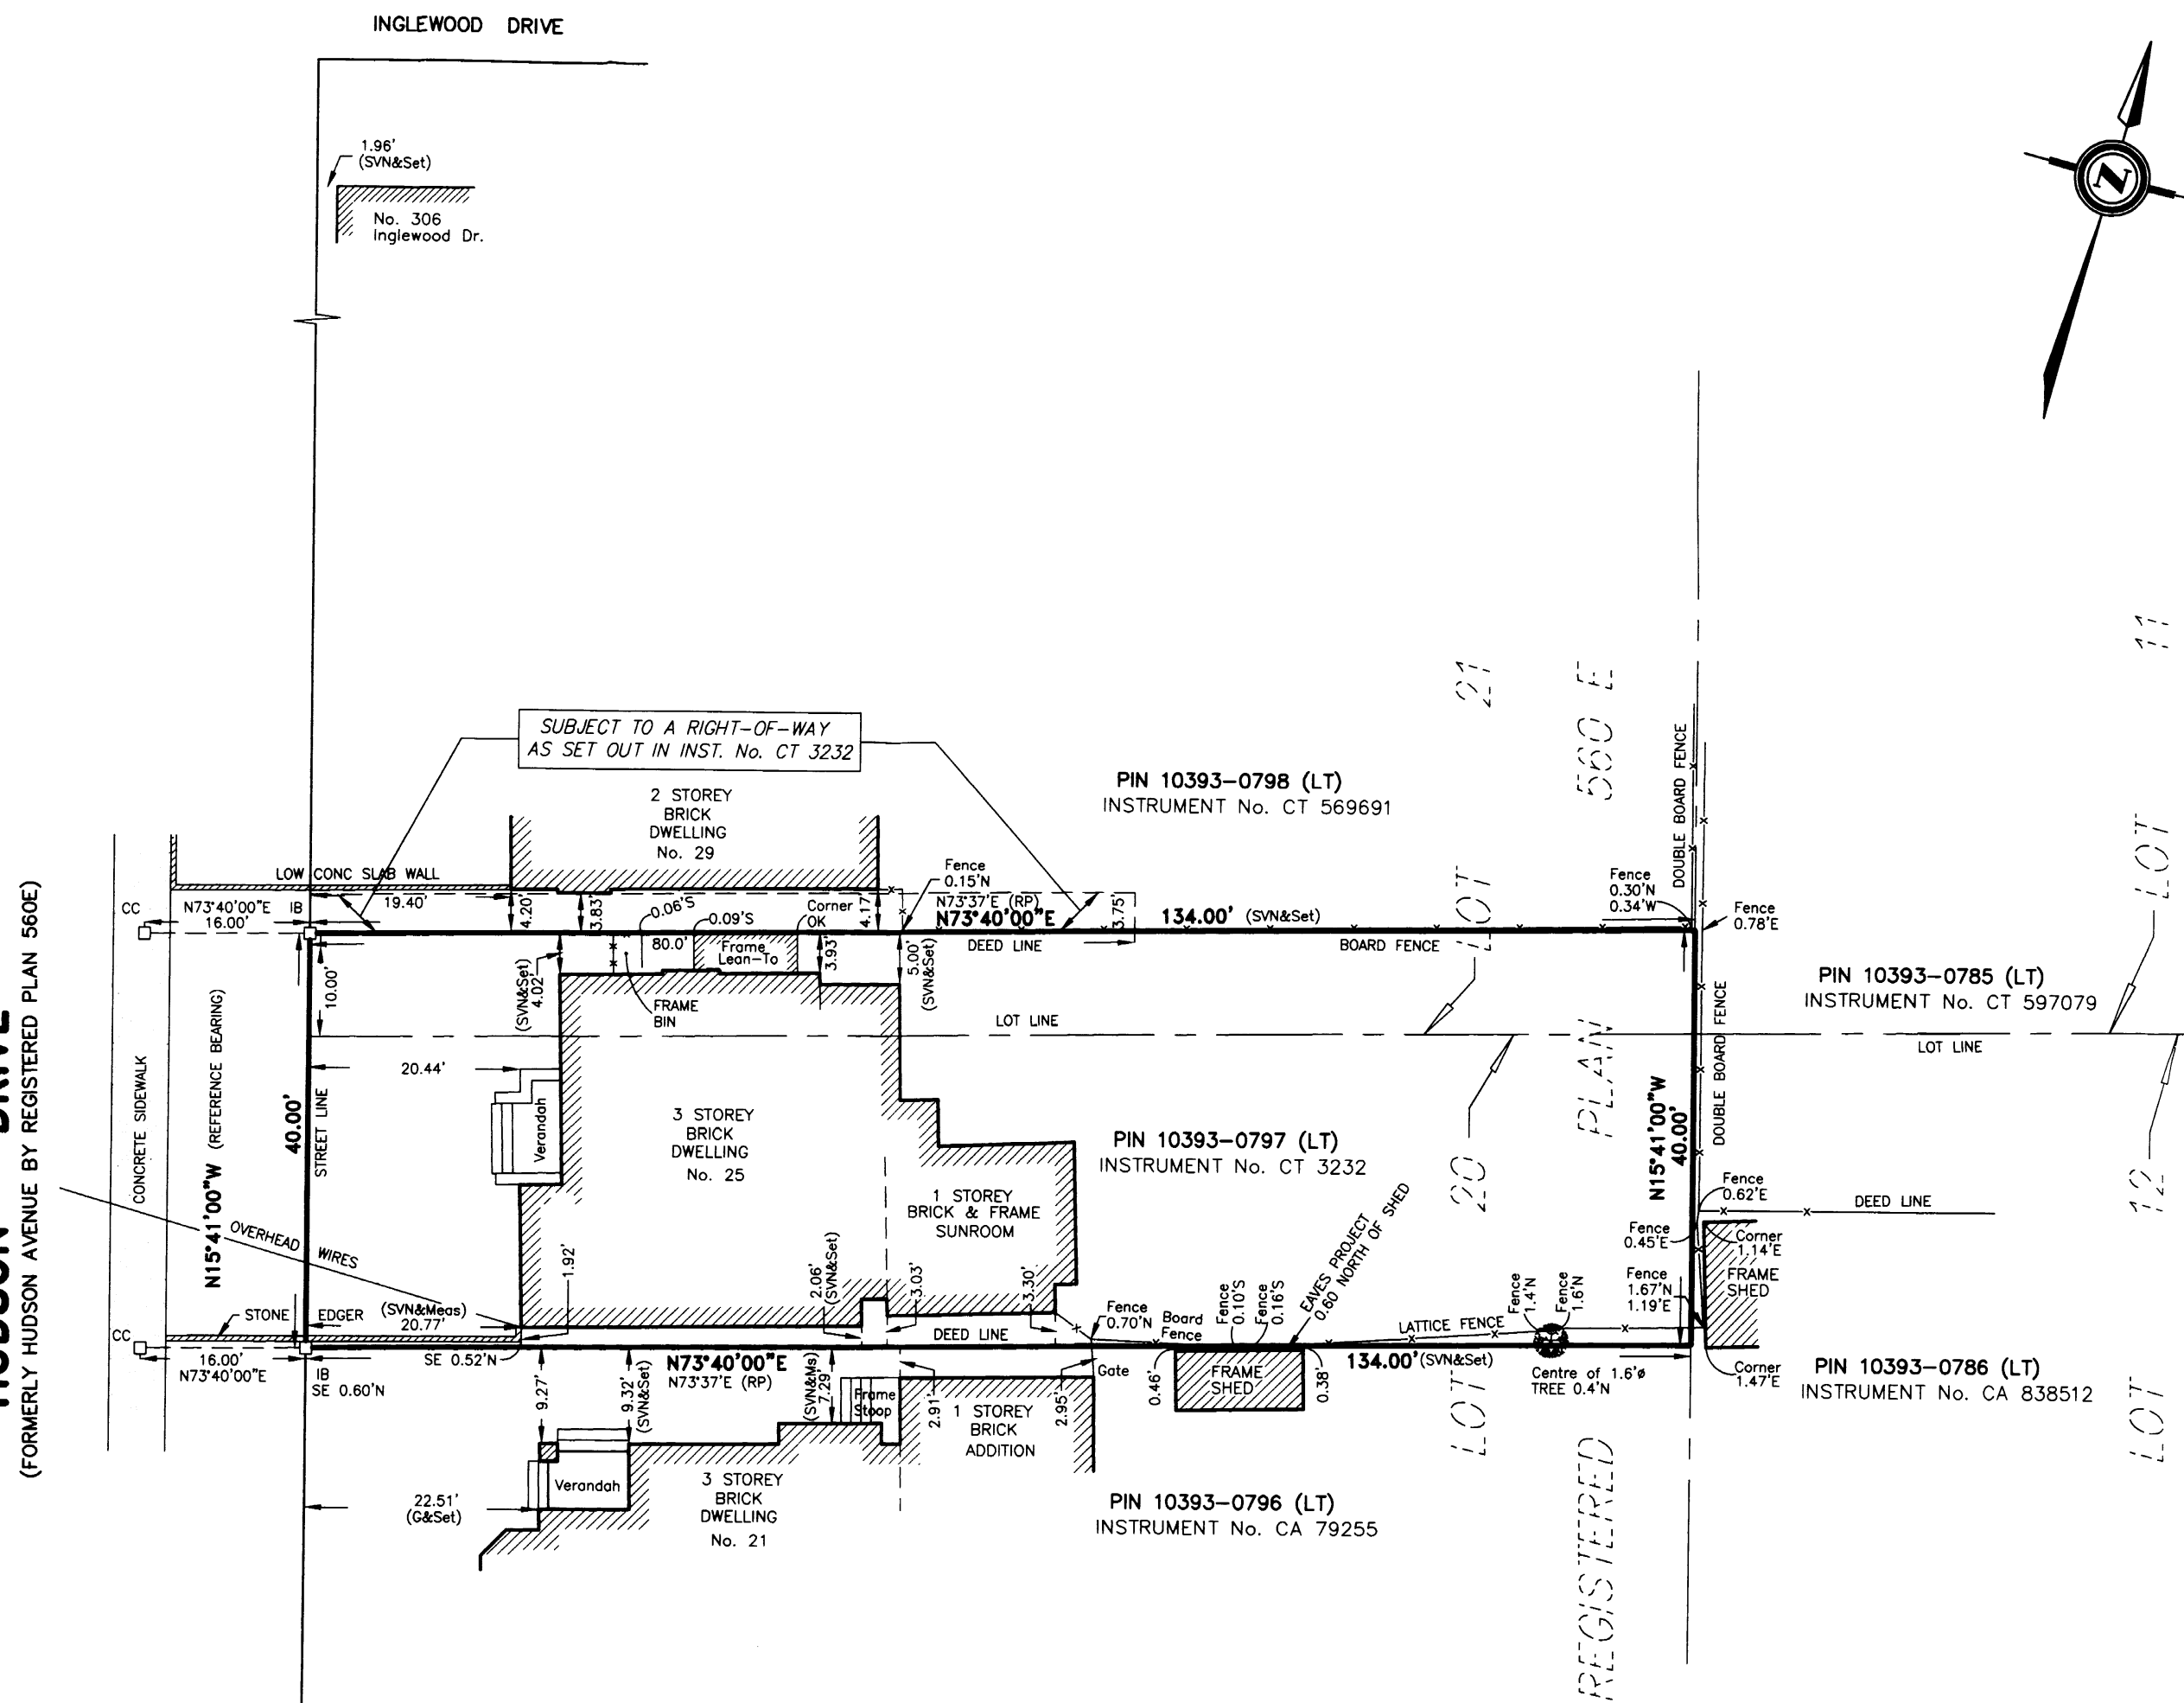 INGLEWOOD DRIVE
1.96'
(SVN&Set)
No. 306
Inglewood Dr.
N
SUBJECT TO A RIGHT-OF-WAY
AS SET OUT IN INST. No. CT 3232
2 STOREY
BRICK
DWELLING
No. 29
PIN 10393-0798 (LT)
INSTRUMENT No. CT 569691
LOT 21
560 E
LOT 11
DOUBLE BOARD FENCE
LOW CONC SLAB WALL
19.40'
CC
N73°40'00"E
16.00'
IB
4.20'
3.83'
0.06'S
0.09'S
80.0'
Corner
OK
4.17'
Fence
0.15'N
N73°37'E (RP)
N73°40'00"E
3.75'
134.00' (SVN&Set)
DEED LINE
BOARD FENCE
Fence
0.30'N
0.34'W
Fence
0.78'E
Frame
Lean-To
3.93'
5.00'
(SVN&Set)
10.00'
(SVN&Set)
4.02'
FRAME
BIN
LOT LINE
PIN 10393-0785 (LT)
INSTRUMENT No. CT 597079
LOT LINE
HUDSON DRIVE
(FORMERLY HUDSON AVENUE BY REGISTERED PLAN 560E)
CONCRETE SIDEWALK
N15°41'00"W (REFERENCE BEARING)
40.00'
STREET LINE
20.44'
Verandah
3 STOREY
BRICK
DWELLING
No. 25
1 STOREY
BRICK & FRAME
SUNROOM
PIN 10393-0797 (LT)
INSTRUMENT No. CT 3232
LOT 20
PLAN
N15°41'00"W
40.00'
DOUBLE BOARD FENCE
LOT 12
Fence
0.62'E
DEED LINE
Fence
0.45'E
Corner
1.14'E
FRAME
SHED
Fence
1.67'N
1.19'E
OVERHEAD WIRES
STONE EDGER
(SVN&Meas)
20.77'
1.92'
2.06'
(SVN&Set)
3.03'
3.30'
DEED LINE
Fence
0.70'N
Board
Fence
Fence
0.10'S
Fence
0.16'S
EAVES PROJECT
0.60 NORTH OF SHED
LATTICE FENCE
Fence
1.4'N
Fence
1.6'N
CC
16.00'
N73°40'00"E
IB
SE 0.60'N
SE 0.52'N
9.27'
9.32'
(SVN&Set)
N73°40'00"E
N73°37'E (RP)
(SVN&Ms)
7.29'
Frame
Stoop
2.91'
2.95'
Gate
0.46'
FRAME
SHED
0.38'
134.00' (SVN&Set)
Centre of 1.6'ø
TREE 0.4'N
Corner
1.47'E
PIN 10393-0786 (LT)
INSTRUMENT No. CA 838512
1 STOREY
BRICK
ADDITION
Verandah
22.51'
(G&Set)
3 STOREY
BRICK
DWELLING
No. 21
PIN 10393-0796 (LT)
INSTRUMENT No. CA 79255
REGISTERED